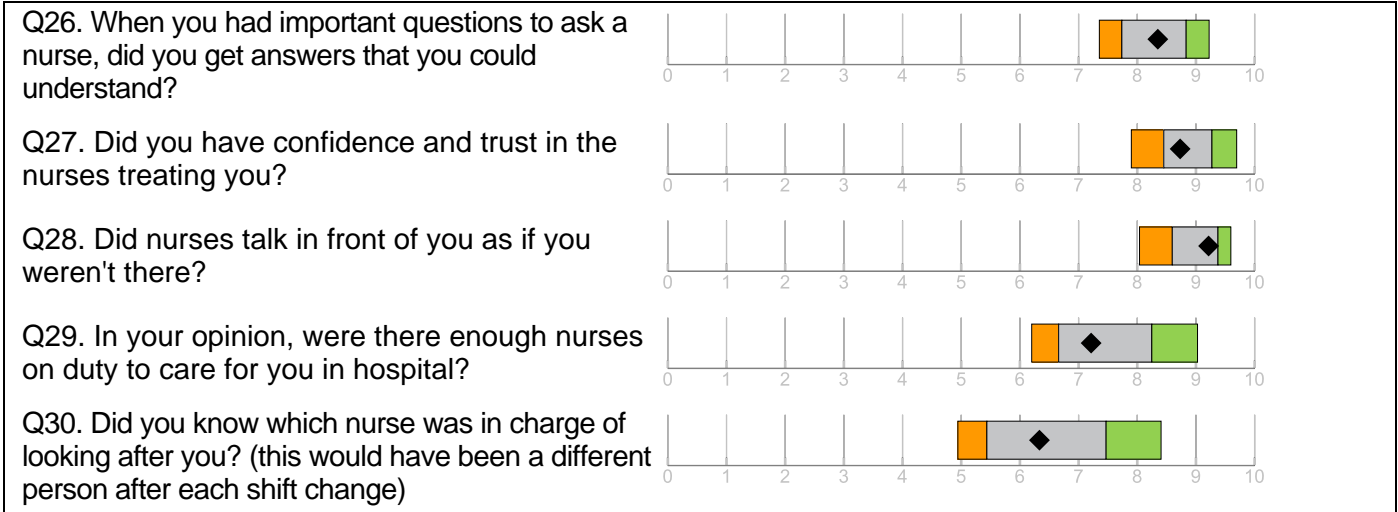 Q26. When you had important questions to ask a
nurse, did you get answers that you could
understand?
0 1 2 3 4 5 6 7 8 9 10
Q27. Did you have confidence and trust in the
nurses treating you?
0 1 2 3 4 5 6 7 8 9 10
Q28. Did nurses talk in front of you as if you
weren't there?
0 1 2 3 4 5 6 7 8 9 10
Q29. In your opinion, were there enough nurses
on duty to care for you in hospital?
0 1 2 3 4 5 6 7 8 9 10
Q30. Did you know which nurse was in charge of
looking after you? (this would have been a different
person after each shift change)
0 1 2 3 4 5 6 7 8 9 10